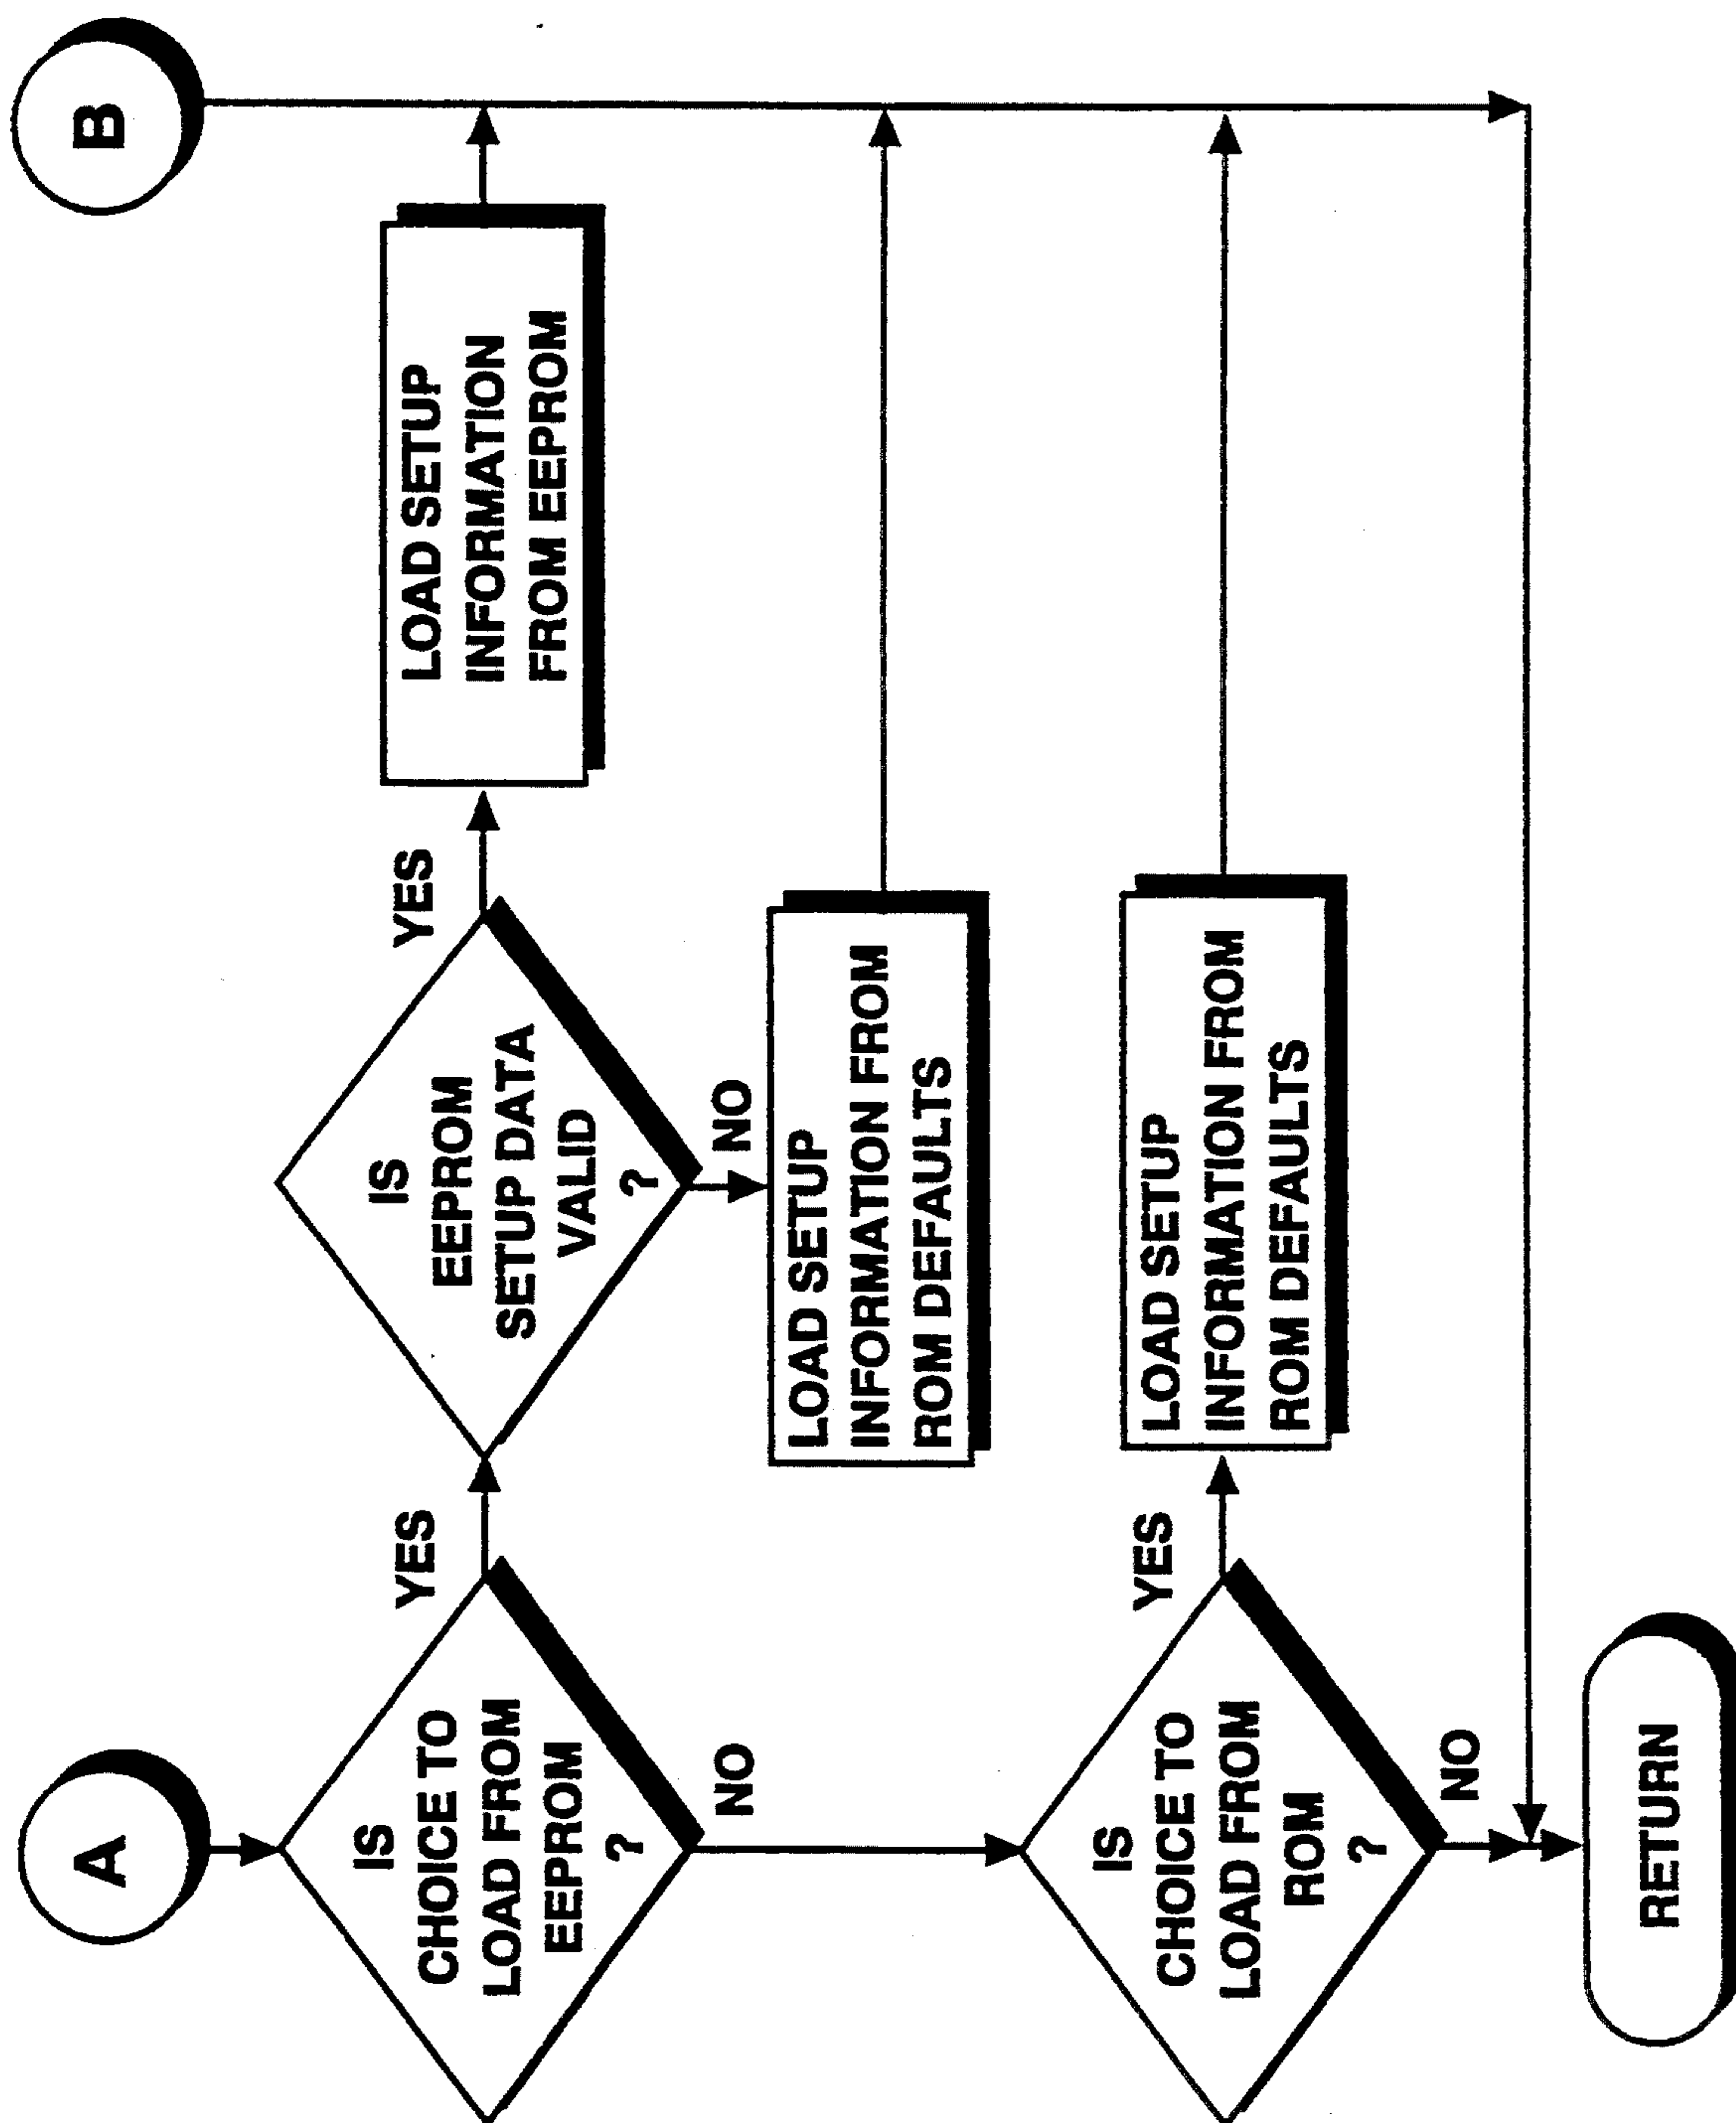 A
B
IS
CHOICE TO
LOAD FROM
EEPROM
?
YES
NO
IS
EEPROM
SETUP DATA
VALID
?
YES
NO
LOAD SETUP
INFORMATION
FROM EEPROM
LOAD SETUP
INFORMATION FROM
ROM DEFAULTS
IS
CHOICE TO
LOAD FROM
ROM
?
YES
NO
LOAD SETUP
INFORMATION FROM
ROM DEFAULTS
RETURN